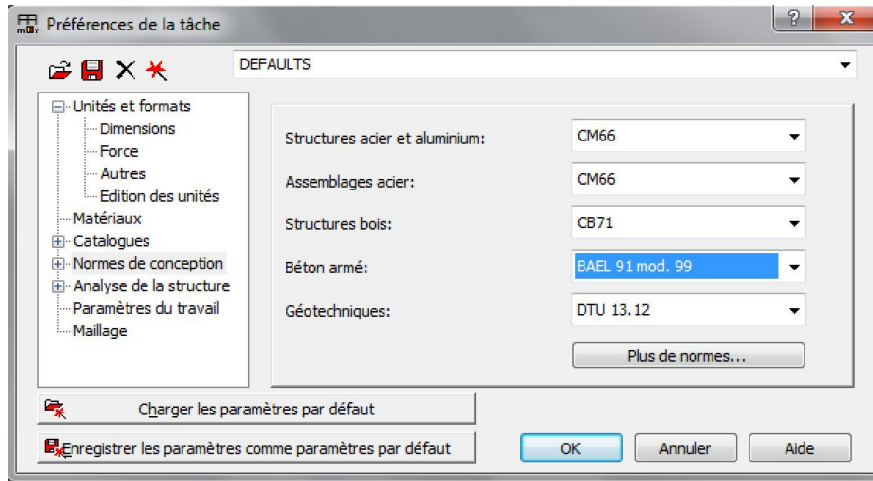 Préférences de la tâche
DEFAULTS
Unités et formats
Dimensions
Force
Autres
Edition des unités
Matériaux
Catalogues
Normes de conception
Analyse de la structure
Paramètres du travail
Maillage
Structures acier et aluminium: CM66
Assemblages acier: CM66
Structures bois: CB71
Béton armé: BAEL 91 mod. 99
Géotechniques: DTU 13.12
Plus de normes...
Charger les paramètres par défaut
Enregistrer les paramètres comme paramètres par défaut
OK Annuler Aide